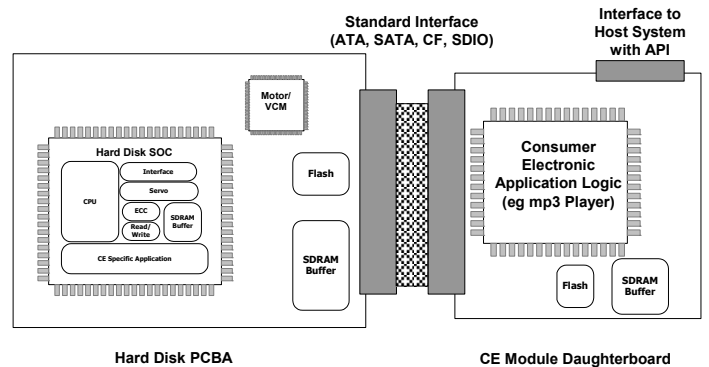 Standard Interface
(ATA, SATA, CF, SDIO)
Interface to
Host System
with API
Motor/
VCM
Hard Disk SOC
CPU
Interface
Servo
ECC
Read/
Write
SDRAM
Buffer
CE Specific Application
Flash
SDRAM
Buffer
Consumer
Electronic
Application Logic
(eg mp3 Player)
Flash
SDRAM
Buffer
Hard Disk PCBA
CE Module Daughterboard